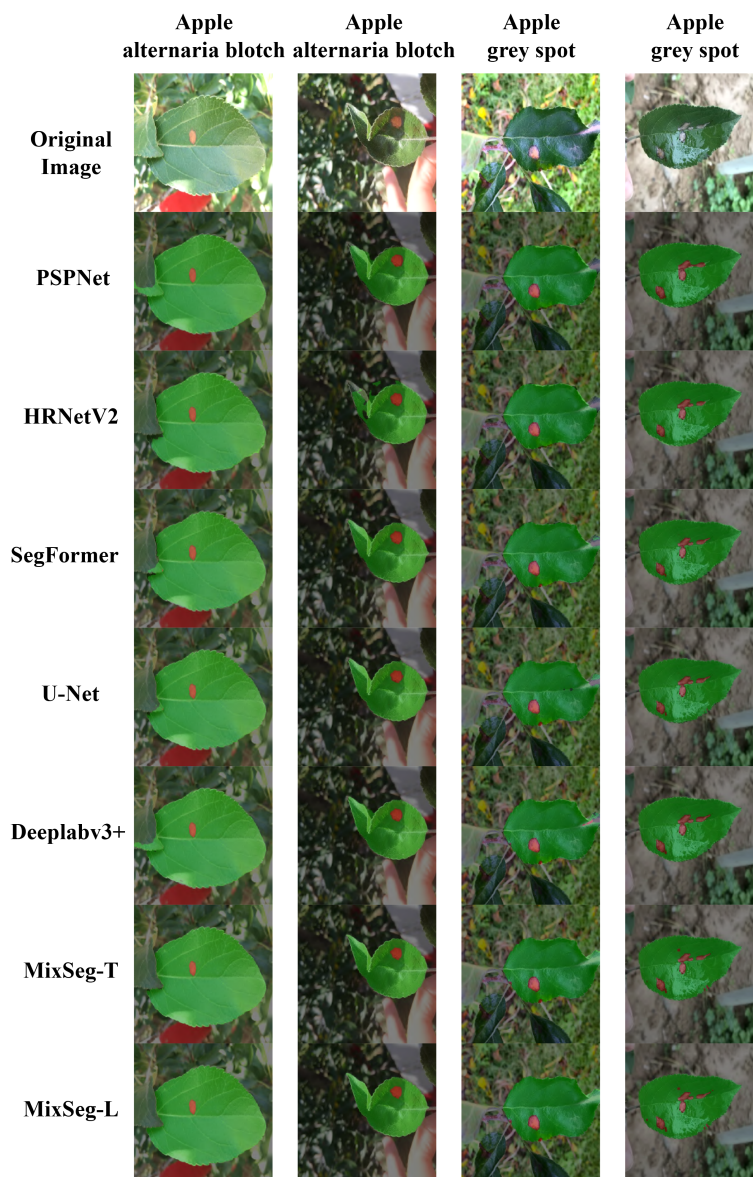 Apple
alternaria blotch
Apple
alternaria blotch
Apple
grey spot
Apple
grey spot
Original
Image
PSPNet
HRNetV2
SegFormer
U-Net
Deeplabv3+
MixSeg-T
MixSeg-L